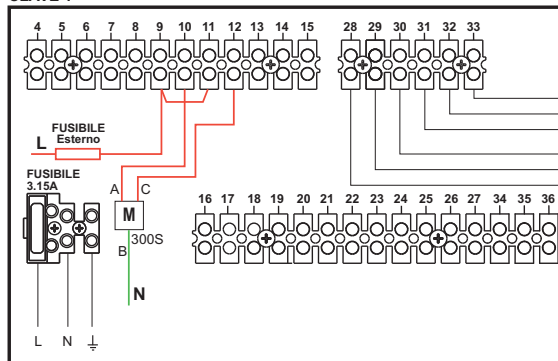 4 5 6 7 8 9 10 11 12 13 14 15
28 29 30 31 32 33
L
FUSIBILE
Esterno
FUSIBILE
3.15A
A
C
M
300S
B
N
16 17 18 19 20 21 22 23 24 25 26 27 34 35 36
L N